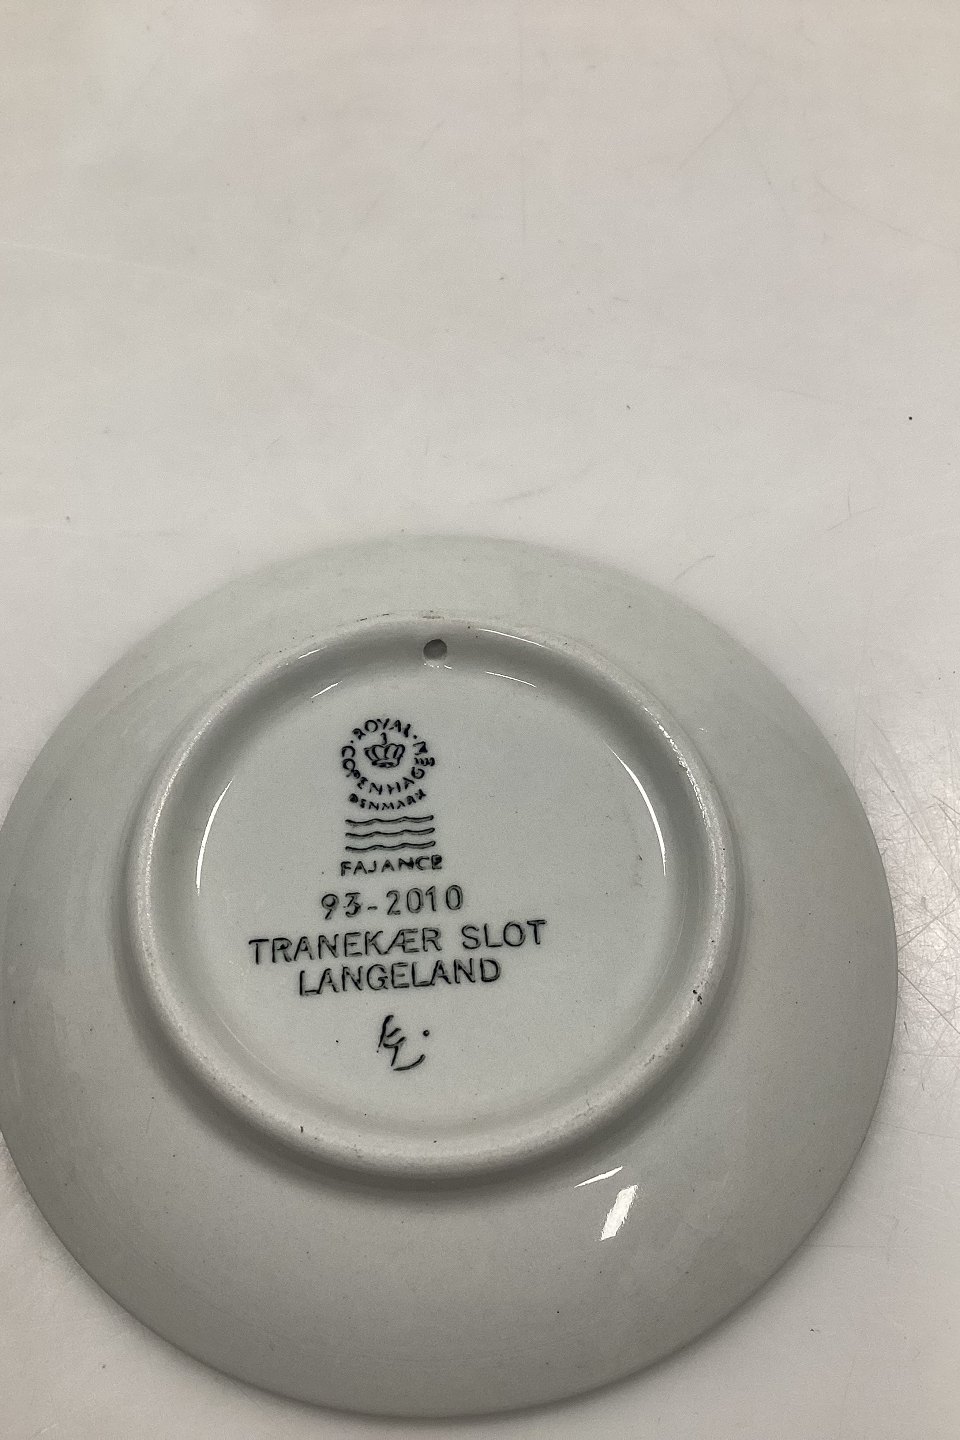 ROYAL COPENHAGEN
DENMARK
FAJANCE
93-2010
TRANEKÆR SLOT
LANGELAND